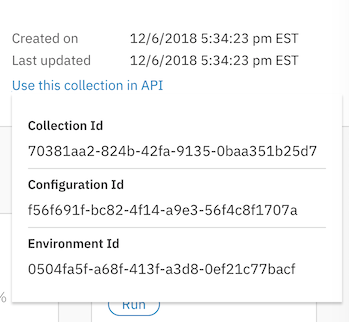 Created on 12/6/2018 5:34:23 pm EST
Last updated 12/6/2018 5:34:23 pm EST
Use this collection in API
Collection Id
70381aa2-824b-42fa-9135-0baa351b25d7
Configuration Id
f56f691f-bc82-4f14-a9e3-56f4c8f1707a
Environment Id
0504fa5f-a68f-413f-a3d8-0ef21c77bacf
%
Run